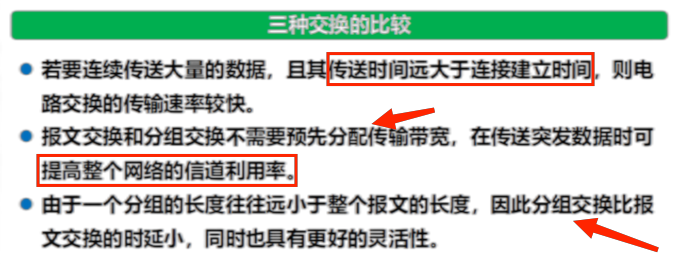 三种交换的比较
若要连续传送大量的数据，且其传送时间远大于连接建立时间，则电
路交换的传输速率较快。
报文交换和分组交换不需要预先分配传输带宽，在传送突发数据时可
提高整个网络的信道利用率。
由于一个分组的长度往往远小于整个报文的长度，因此分组交换比报
文交换的时延小，同时也具有更好的灵活性。